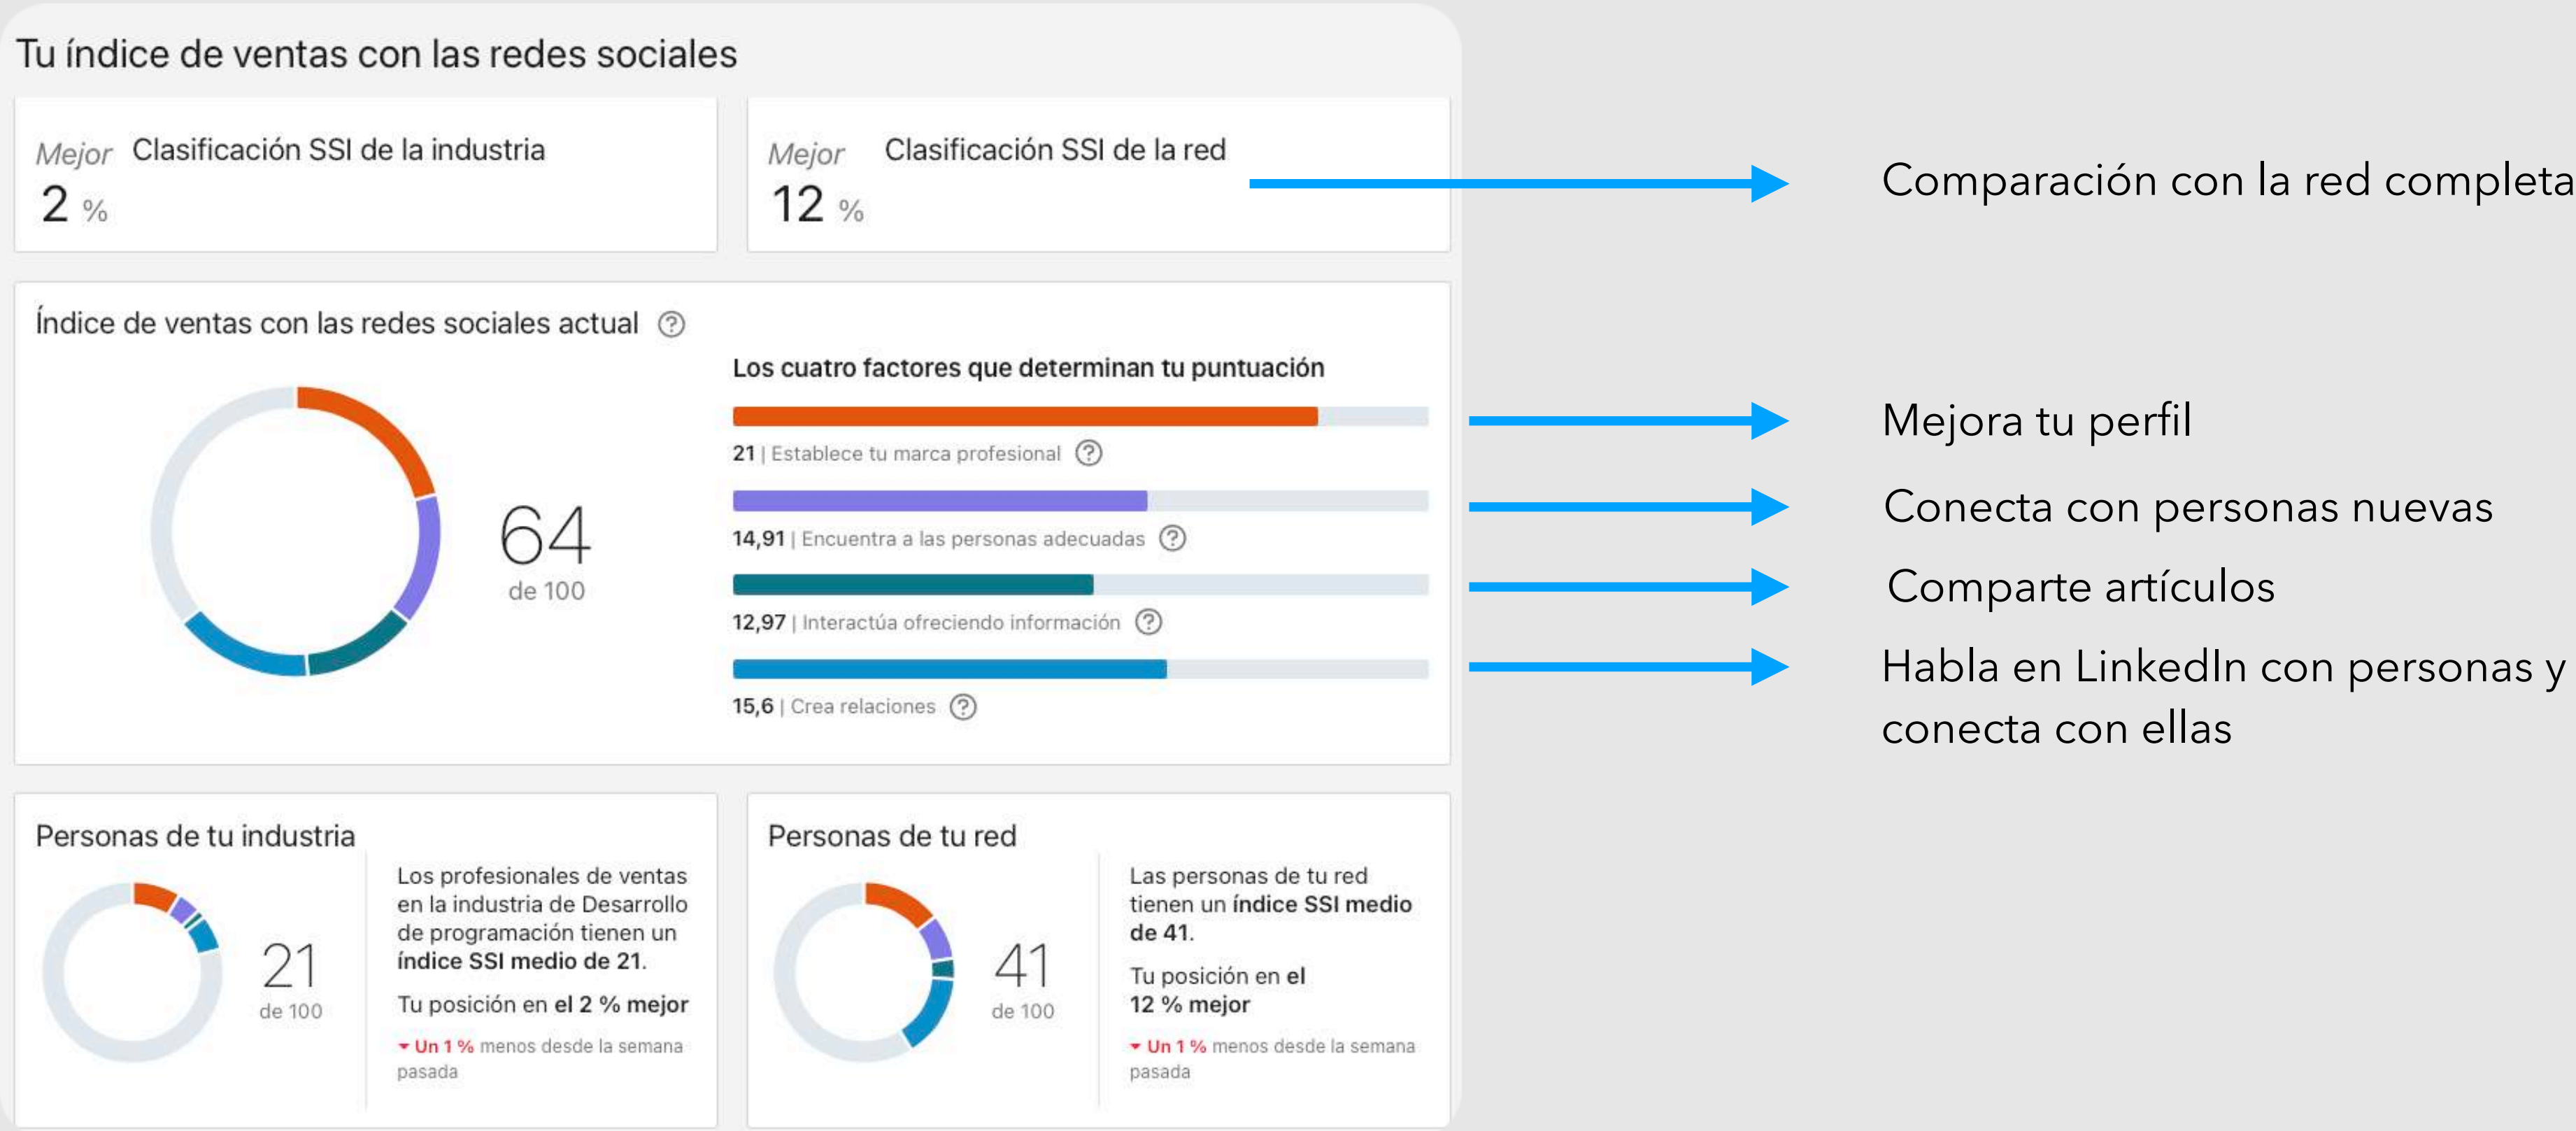 Tu índice de ventas con las redes sociales
Mejor Clasificación SSI de la industria
2 %
Mejor Clasificación SSI de la red
12 %
Comparación con la red completa
Índice de ventas con las redes sociales actual
64
de 100
Los cuatro factores que determinan tu puntuación
21 | Establece tu marca profesional
14,91 | Encuentra a las personas adecuadas
12,97 | Interactúa ofreciendo información
15,6 | Crea relaciones
Mejora tu perfil
Conecta con personas nuevas
Comparte artículos
Habla en LinkedIn con personas y
conecta con ellas
Personas de tu industria
21
de 100
Los profesionales de ventas
en la industria de Desarrollo
de programación tienen un
índice SSI medio de 21.
Tu posición en el 2 % mejor
Un 1 % menos desde la semana
pasada
Personas de tu red
41
de 100
Las personas de tu red
tienen un índice SSI medio
de 41.
Tu posición en el
12 % mejor
Un 1 % menos desde la semana
pasada